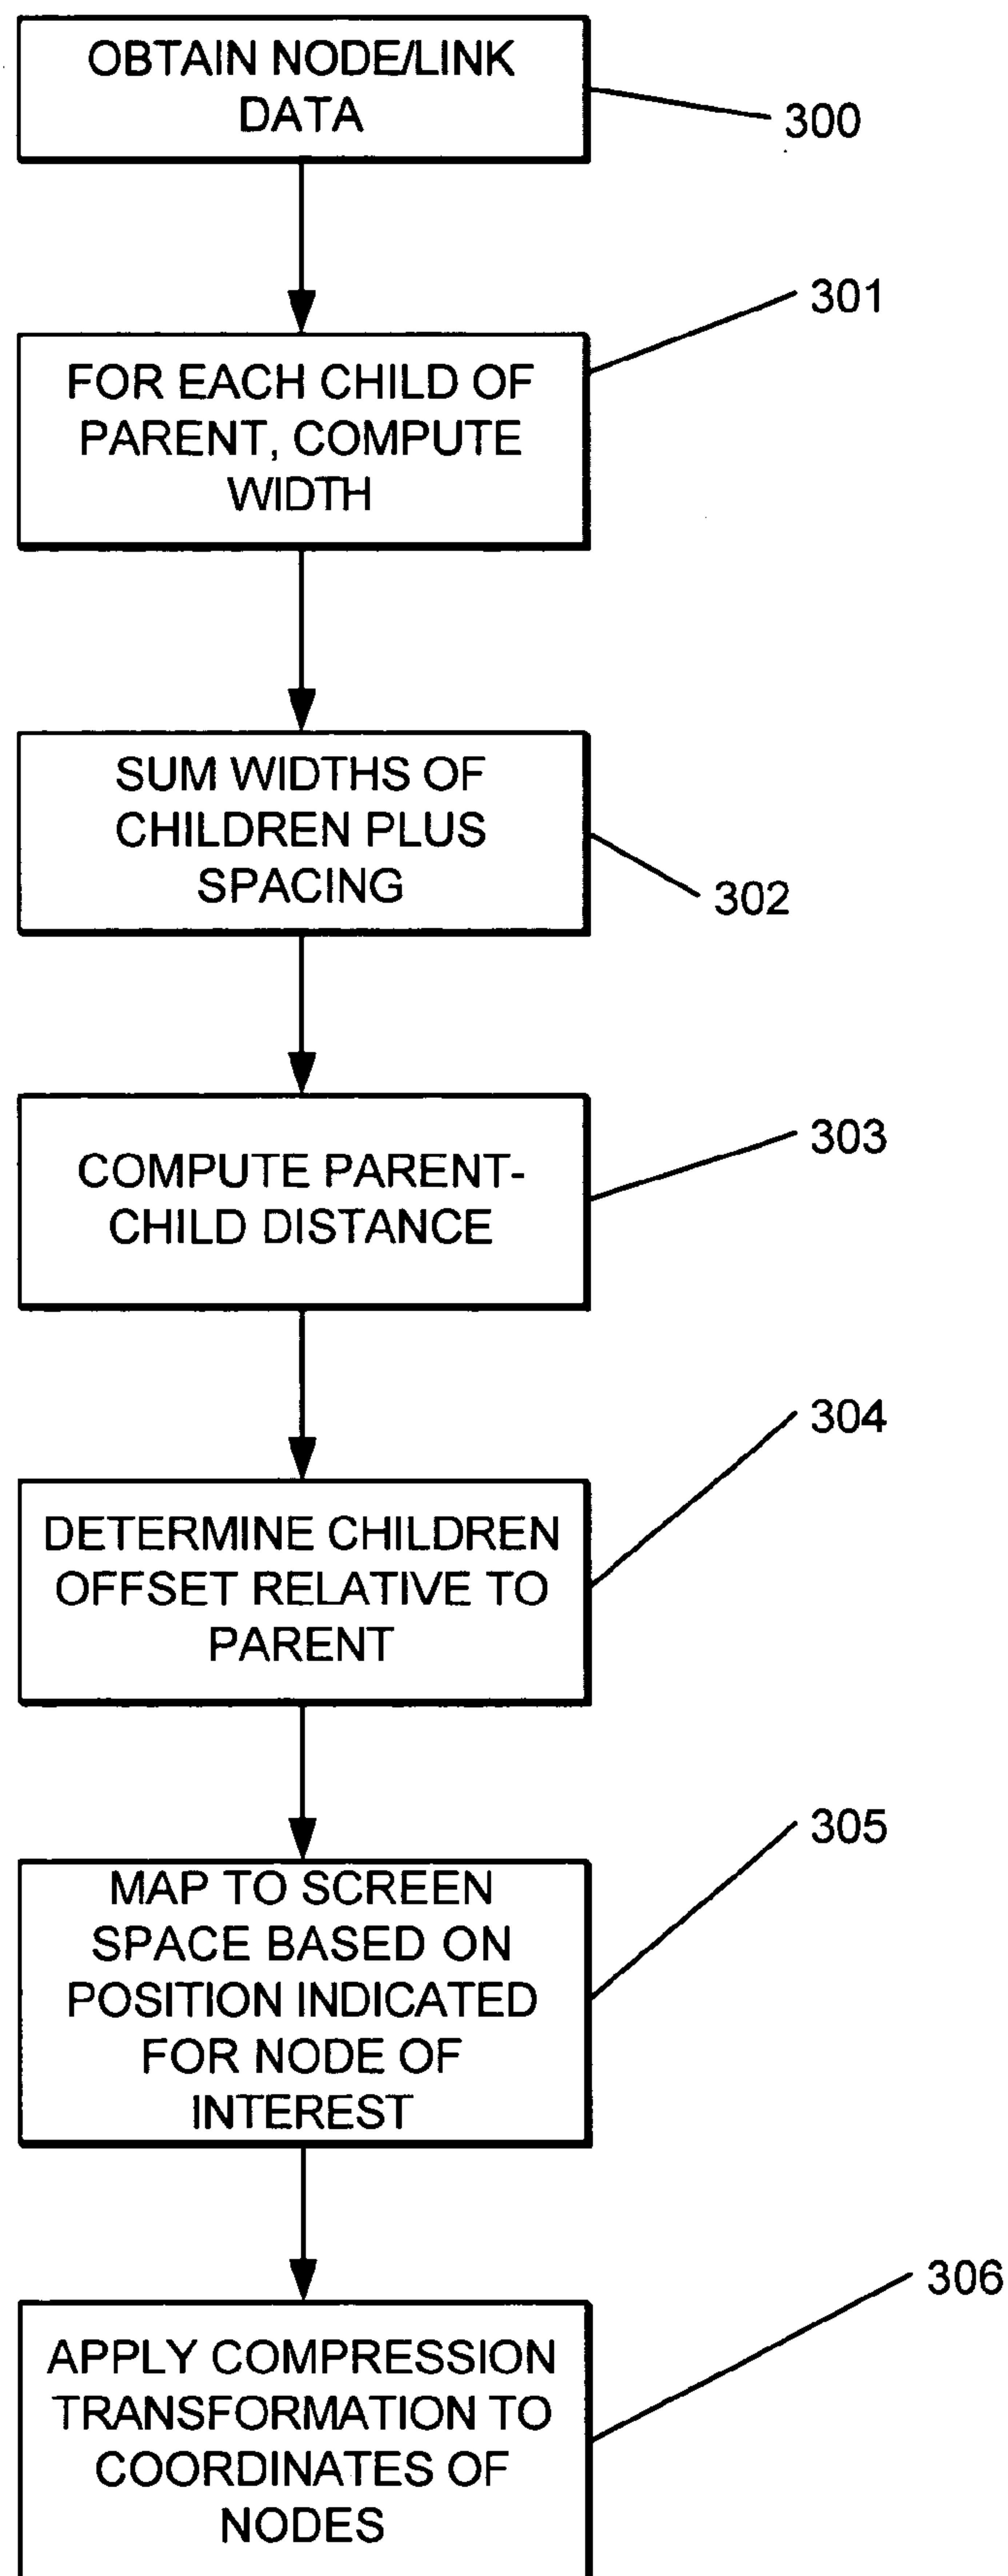 OBTAIN NODE/LINK
DATA
300
301
FOR EACH CHILD OF
PARENT, COMPUTE
WIDTH
SUM WIDTHS OF
CHILDREN PLUS
SPACING
302
303
COMPUTE PARENT-
CHILD DISTANCE
304
DETERMINE CHILDREN
OFFSET RELATIVE TO
PARENT
305
MAP TO SCREEN
SPACE BASED ON
POSITION INDICATED
FOR NODE OF
INTEREST
306
APPLY COMPRESSION
TRANSFORMATION TO
COORDINATES OF
NODES